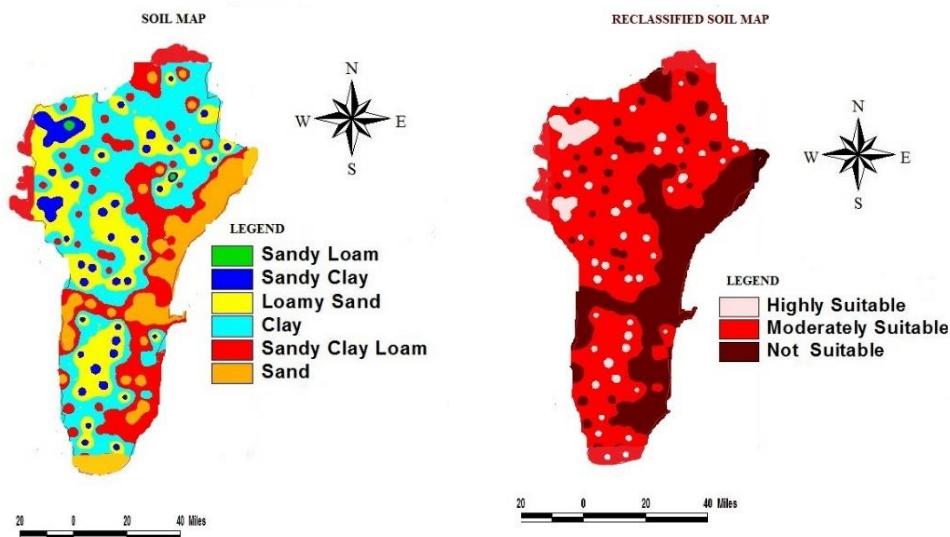 SOIL MAP
N
W
E
S
LEGEND
Sandy Loam
Sandy Clay
Loamy Sand
Clay
Sandy Clay Loam
Sand
20 0 20 40 Miles
RECLASSIFIED SOIL MAP
N
W
E
S
LEGEND
Highly Suitable
Moderately Suitable
Not Suitable
20 0 20 40 Miles